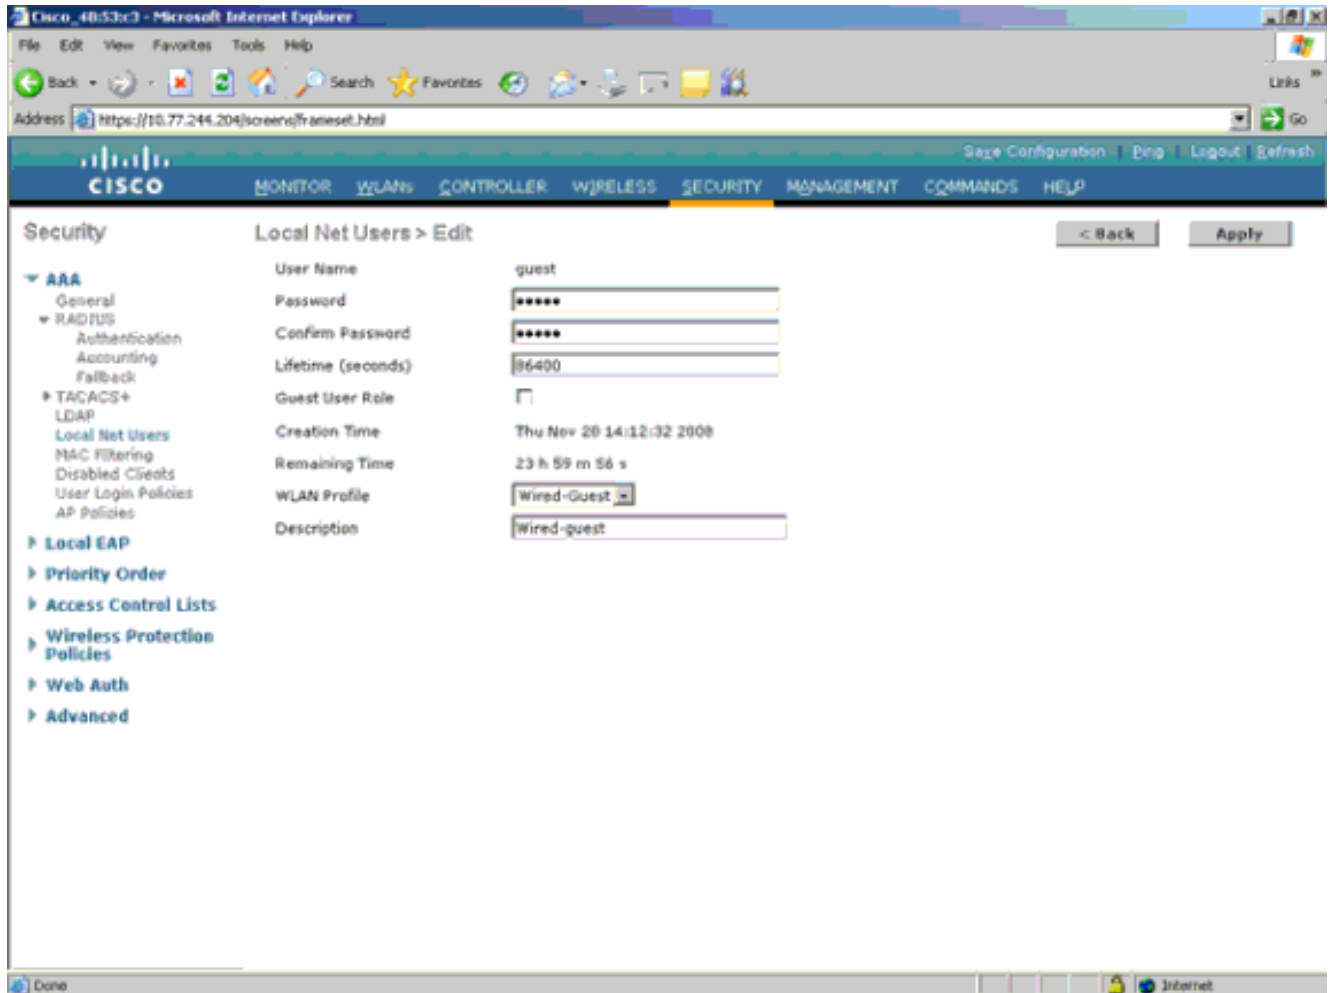 Cisco_48:53:c3 - Microsoft Internet Explorer
File Edit View Favorites Tools Help
Back Search Favorites Links
Address https://10.77.244.204/screens/frameset.html Go
Save Configuration | Ping | Logout | Refresh
CISCO MONITOR WLANs CONTROLLER WIRELESS SECURITY MANAGEMENT COMMANDS HELP
Security
AAA
General
RADIUS
Authentication
Accounting
Fallback
TACACS+
LDAP
Local Net Users
MAC Filtering
Disabled Clients
User Login Policies
AP Policies
Local EAP
Priority Order
Access Control Lists
Wireless Protection
Policies
Web Auth
Advanced
Local Net Users > Edit
< Back Apply
User Name guest
Password •••••
Confirm Password •••••
Lifetime (seconds) 86400
Guest User Role
Creation Time Thu Nov 20 14:12:32 2008
Remaining Time 23 h 59 m 56 s
WLAN Profile Wired-Guest
Description Wired-guest
Done Internet